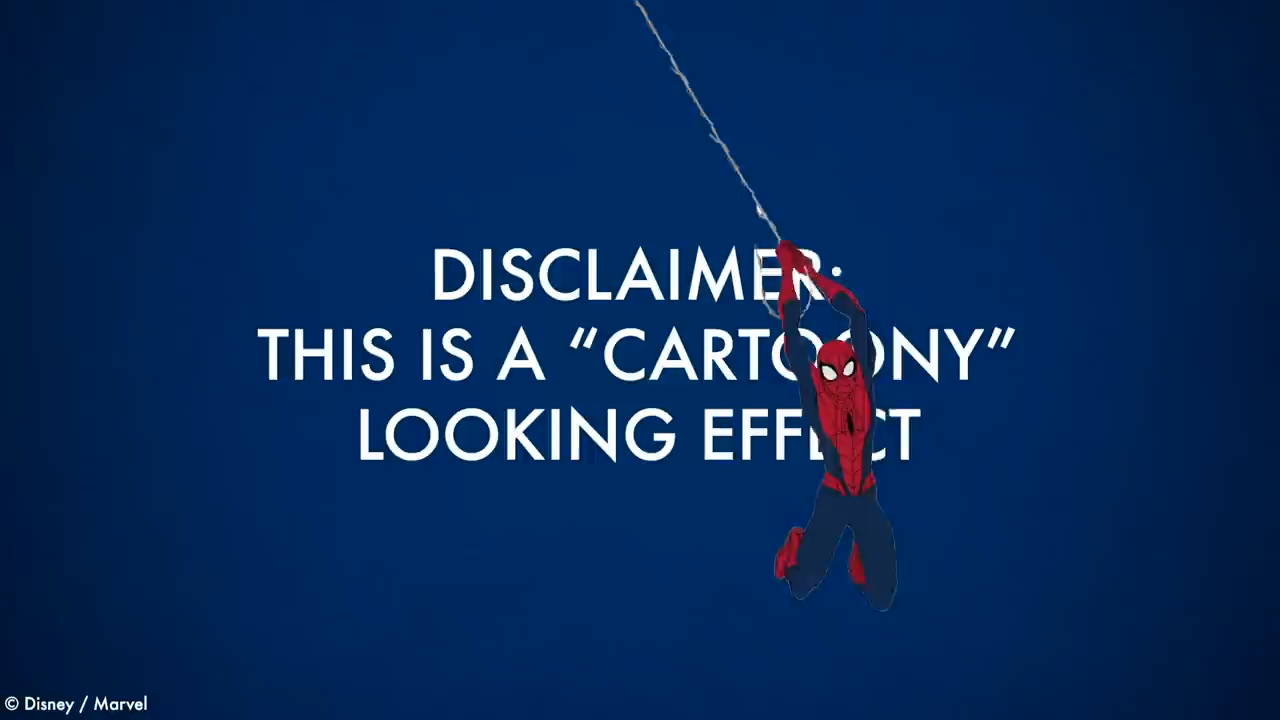 DISCLAIMER:
THIS IS A “CARTOONY”
LOOKING EFFECT
© Disney / Marvel